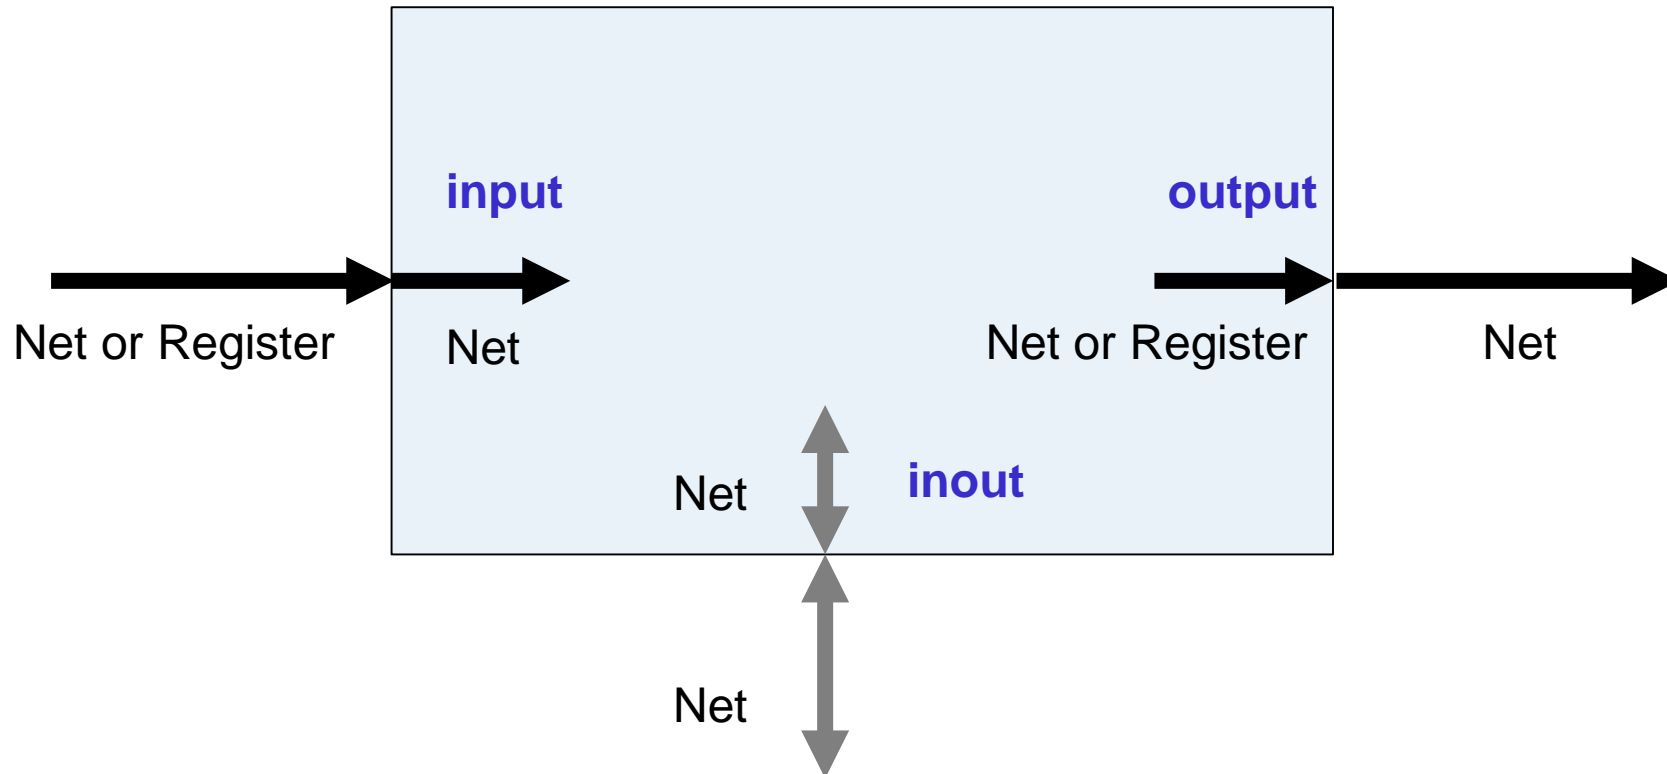 input
output
Net or Register
Net
Net or Register
Net
Net
inout
Net